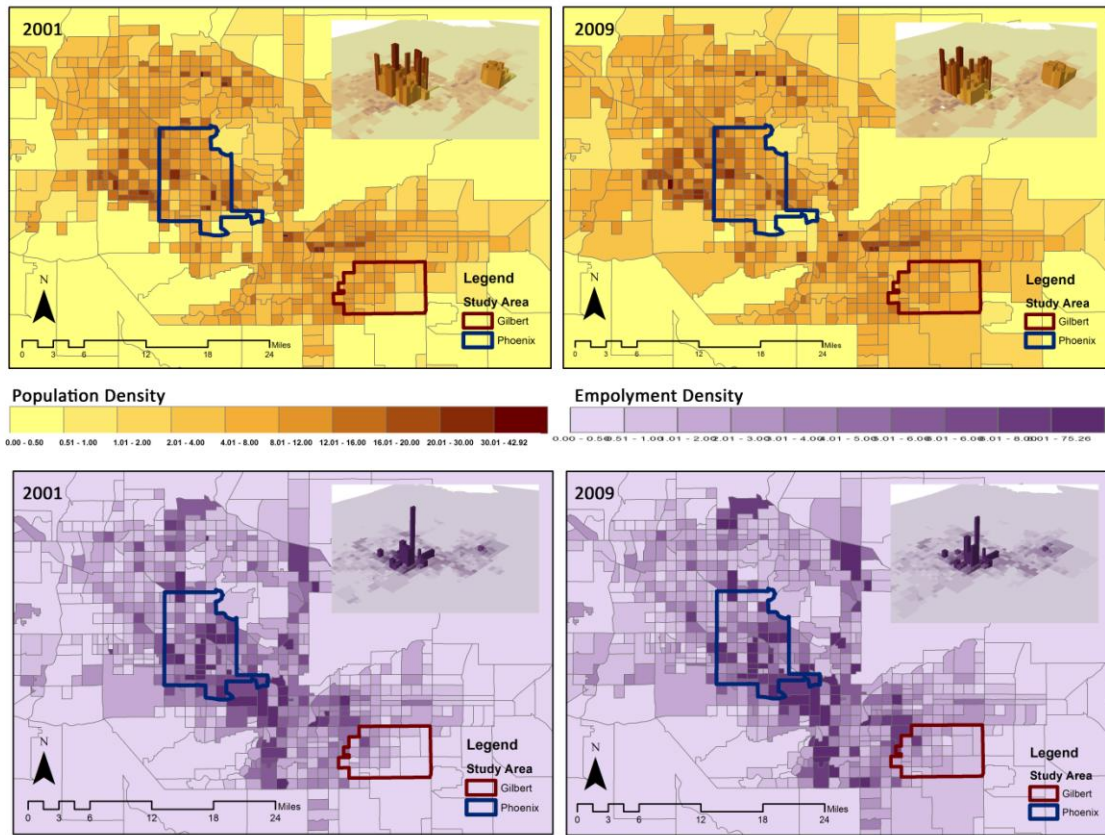 2001
N
0 3 6 12 18 24 Miles
Legend
Study Area
Gilbert
Phoenix
2009
N
0 3 6 12 18 24 Miles
Legend
Study Area
Gilbert
Phoenix
Population Density
0.00 - 0.50 0.51 - 1.00 1.01 - 2.00 2.01 - 4.00 4.01 - 8.00 8.01 - 12.00 12.01 - 16.00 16.01 - 20.00 20.01 - 30.00 30.01 - 42.92
Empolyment Density
2001
N
0 3 6 12 18 24 Miles
Legend
Study Area
Gilbert
Phoenix
2009
N
0 3 6 12 18 24 Miles
Legend
Study Area
Gilbert
Phoenix